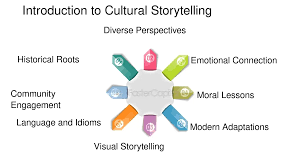 Introduction to Cultural Storytelling
Diverse Perspectives
Historical Roots
Emotional Connection
Community
Engagement
Moral Lessons
Language and Idioms
Modern Adaptations
Visual Storytelling